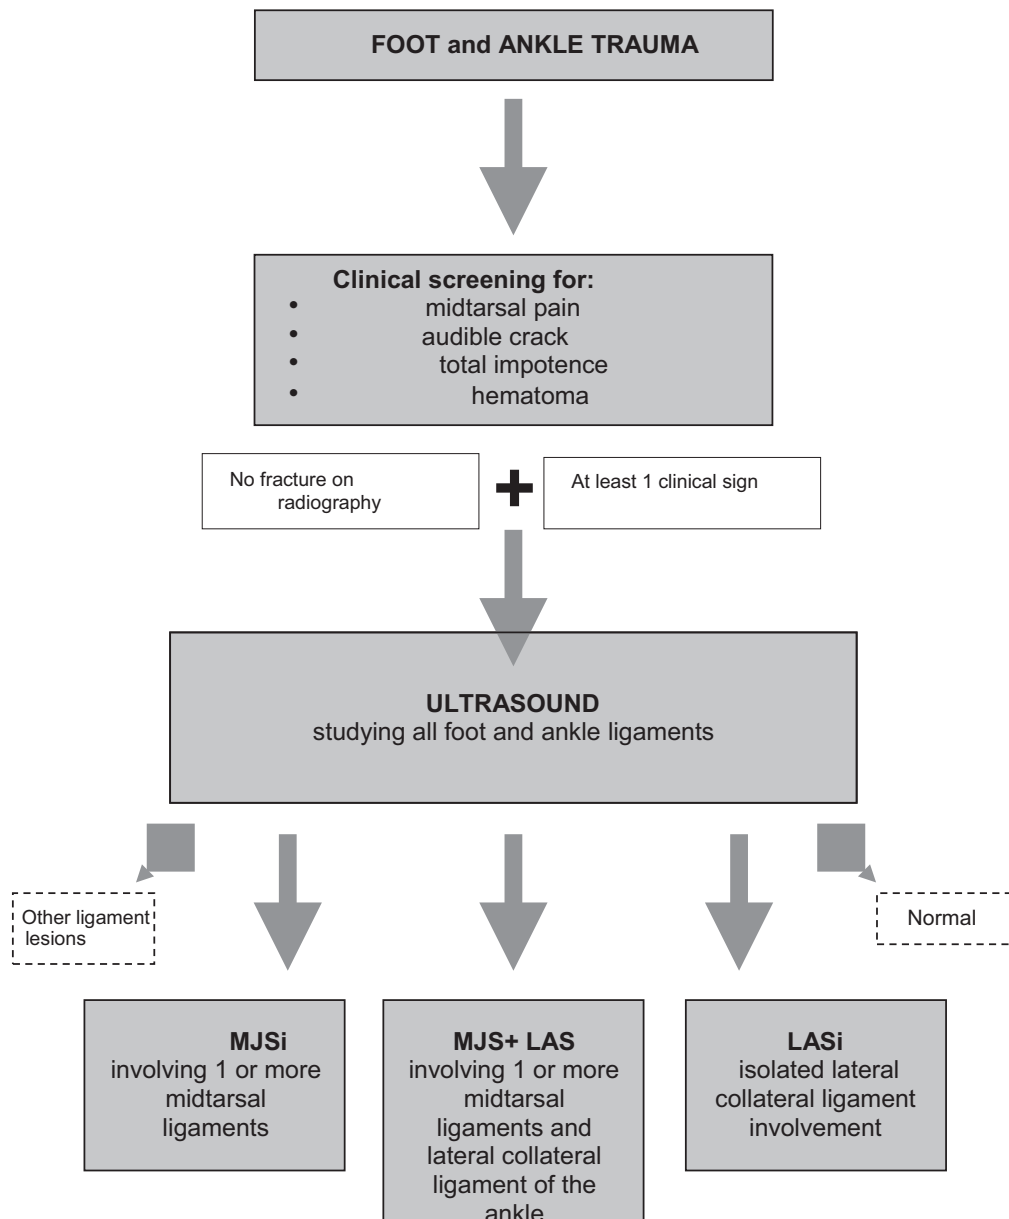 FOOT and ANKLE TRAUMA
Clinical screening for:
• midtarsal pain
• audible crack
• total impotence
• hematoma
No fracture on
radiography
+
At least 1 clinical sign
ULTRASOUND
studying all foot and ankle ligaments
Other ligament
lesions
Normal
MJSi
involving 1 or more
midtarsal
ligaments
MJS+ LAS
involving 1 or more
midtarsal
ligaments and
lateral collateral
ligament of the
ankle
LASi
isolated lateral
collateral ligament
involvement